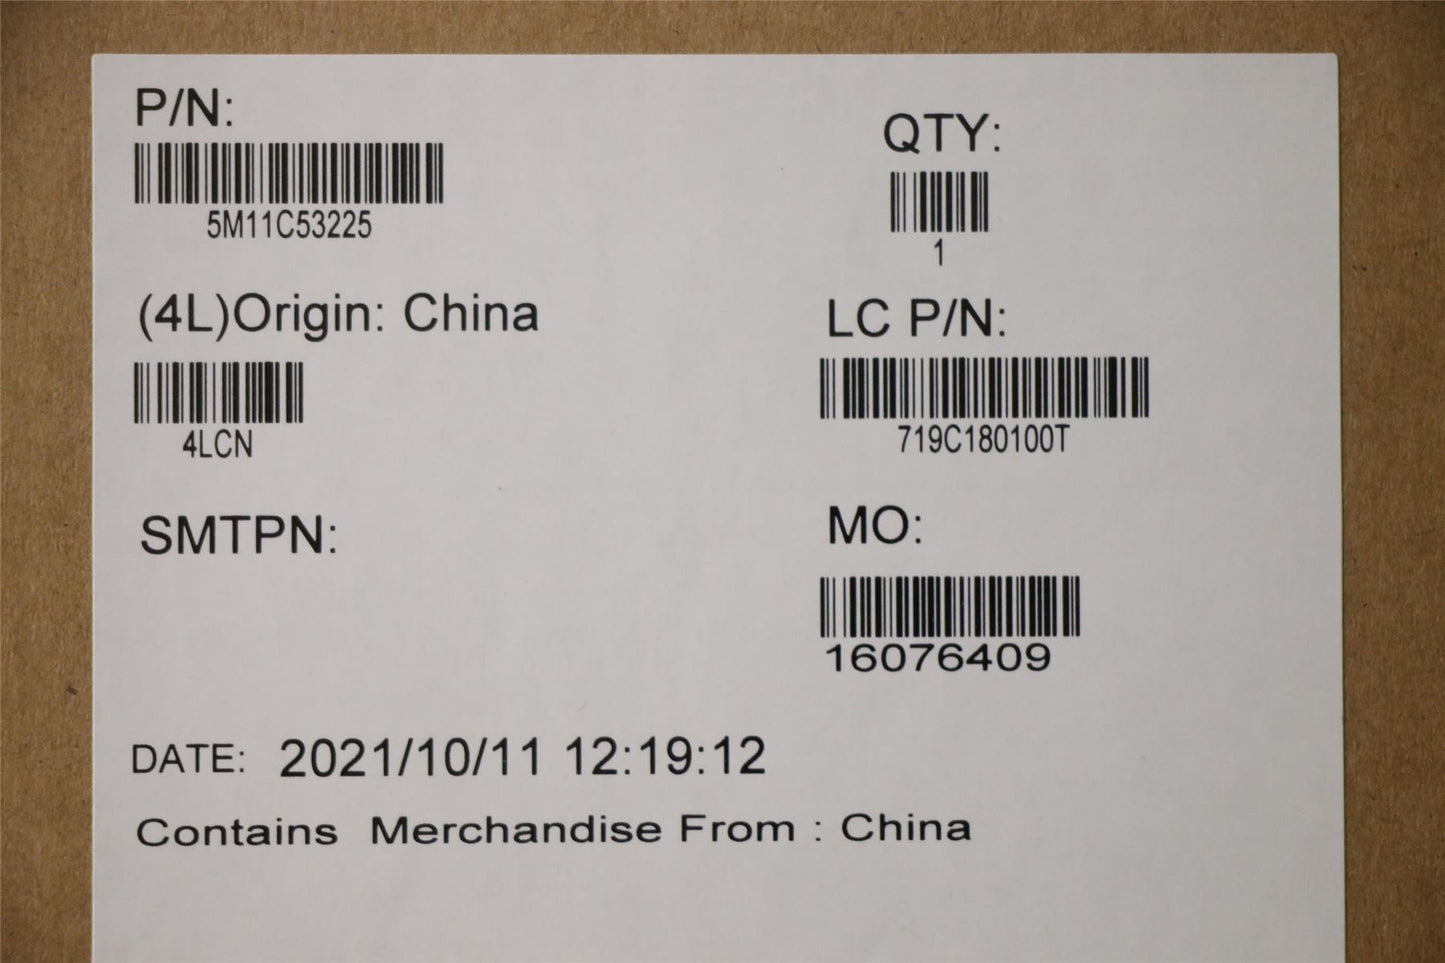 P/N:
5M11C53225
QTY:
1
(4L)Origin: China
4LCN
LC P/N:
719C180100T
SMTPN:
MO:
16076409
DATE: 2021/10/11 12:19:12
Contains Merchandise From : China